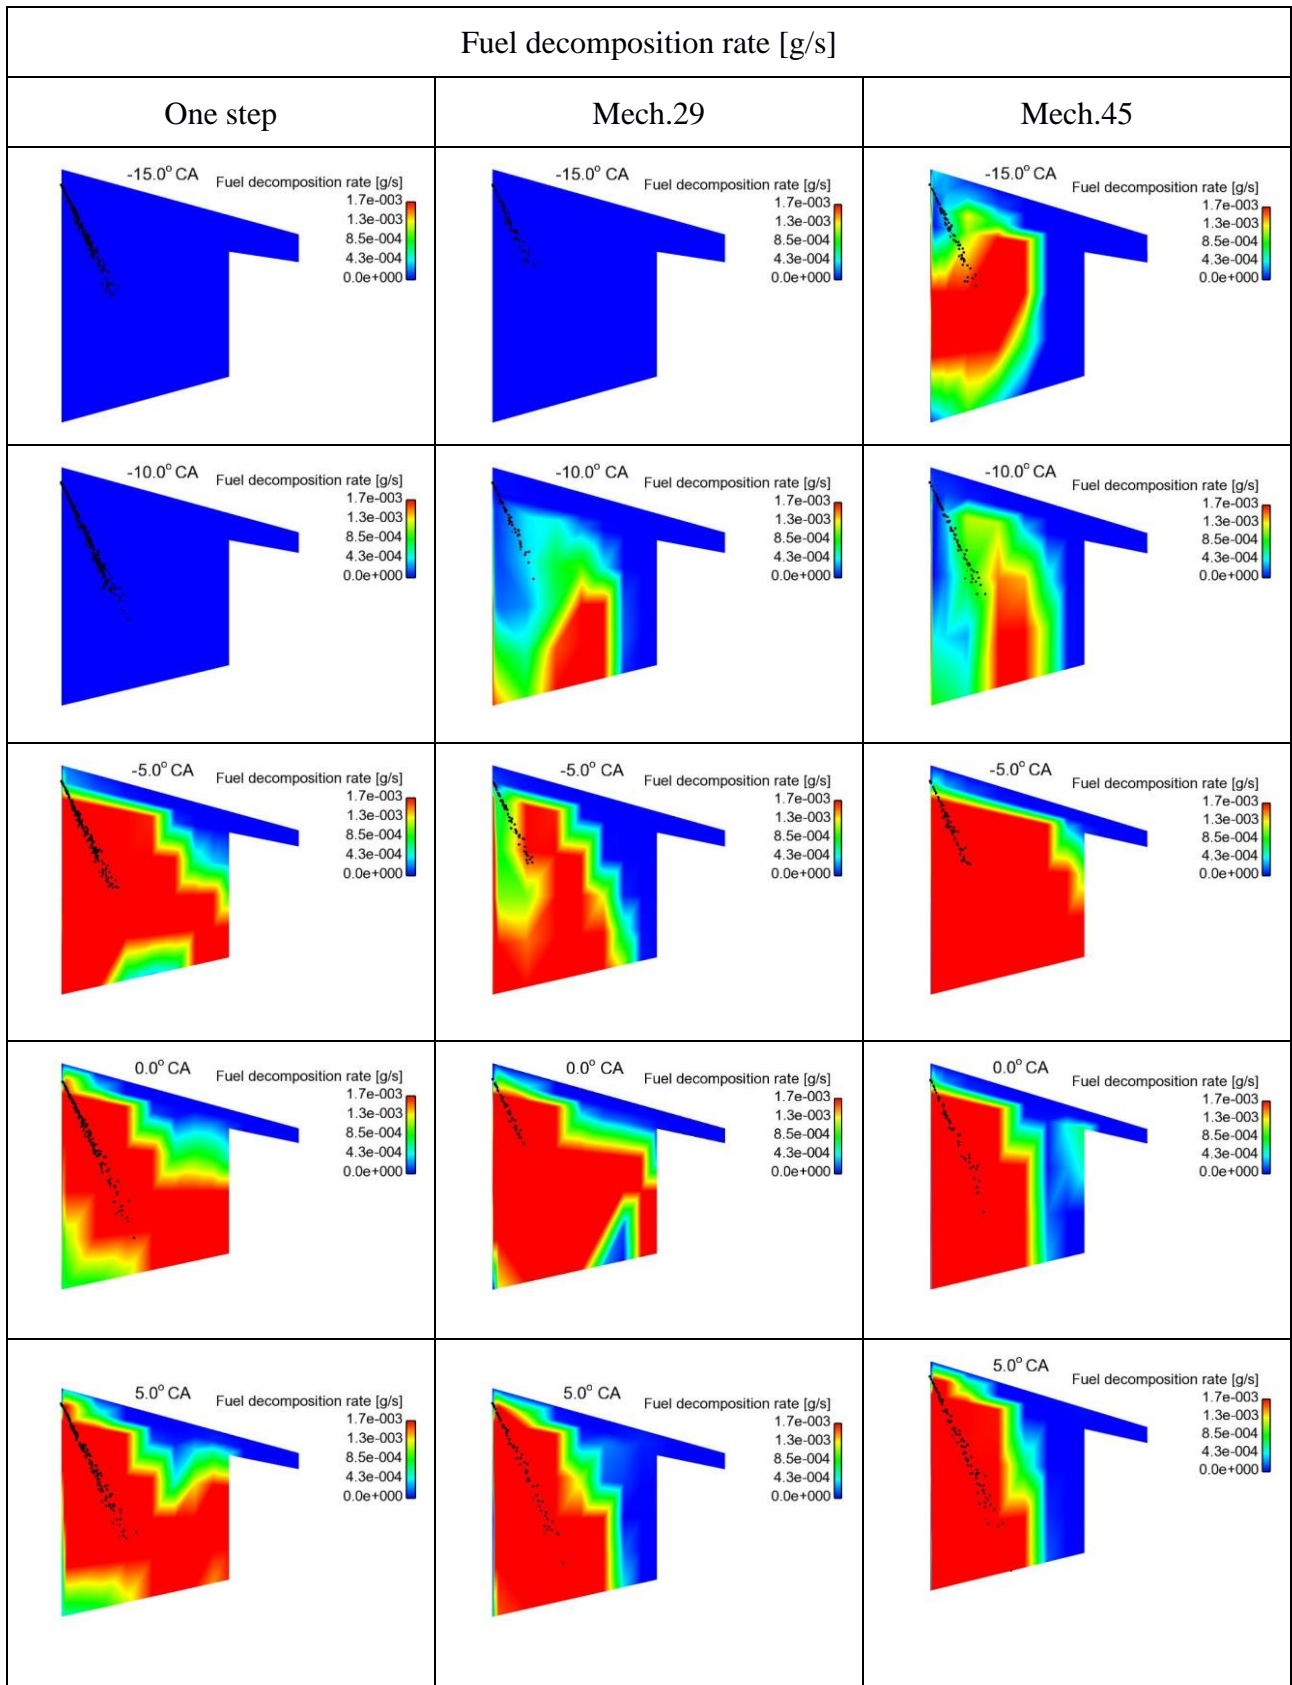 Fuel decomposition rate [g/s]
One step
Mech.29
Mech.45
-15.0° CA
Fuel decomposition rate [g/s]
1.7e-003
1.3e-003
8.5e-004
4.3e-004
0.0e+000
-15.0° CA
Fuel decomposition rate [g/s]
1.7e-003
1.3e-003
8.5e-004
4.3e-004
0.0e+000
-15.0° CA
Fuel decomposition rate [g/s]
1.7e-003
1.3e-003
8.5e-004
4.3e-004
0.0e+000
-10.0° CA
Fuel decomposition rate [g/s]
1.7e-003
1.3e-003
8.5e-004
4.3e-004
0.0e+000
-10.0° CA
Fuel decomposition rate [g/s]
1.7e-003
1.3e-003
8.5e-004
4.3e-004
0.0e+000
-10.0° CA
Fuel decomposition rate [g/s]
1.7e-003
1.3e-003
8.5e-004
4.3e-004
0.0e+000
-5.0° CA
Fuel decomposition rate [g/s]
1.7e-003
1.3e-003
8.5e-004
4.3e-004
0.0e+000
-5.0° CA
Fuel decomposition rate [g/s]
1.7e-003
1.3e-003
8.5e-004
4.3e-004
0.0e+000
-5.0° CA
Fuel decomposition rate [g/s]
1.7e-003
1.3e-003
8.5e-004
4.3e-004
0.0e+000
0.0° CA
Fuel decomposition rate [g/s]
1.7e-003
1.3e-003
8.5e-004
4.3e-004
0.0e+000
0.0° CA
Fuel decomposition rate [g/s]
1.7e-003
1.3e-003
8.5e-004
4.3e-004
0.0e+000
0.0° CA
Fuel decomposition rate [g/s]
1.7e-003
1.3e-003
8.5e-004
4.3e-004
0.0e+000
5.0° CA
Fuel decomposition rate [g/s]
1.7e-003
1.3e-003
8.5e-004
4.3e-004
0.0e+000
5.0° CA
Fuel decomposition rate [g/s]
1.7e-003
1.3e-003
8.5e-004
4.3e-004
0.0e+000
5.0° CA
Fuel decomposition rate [g/s]
1.7e-003
1.3e-003
8.5e-004
4.3e-004
0.0e+000